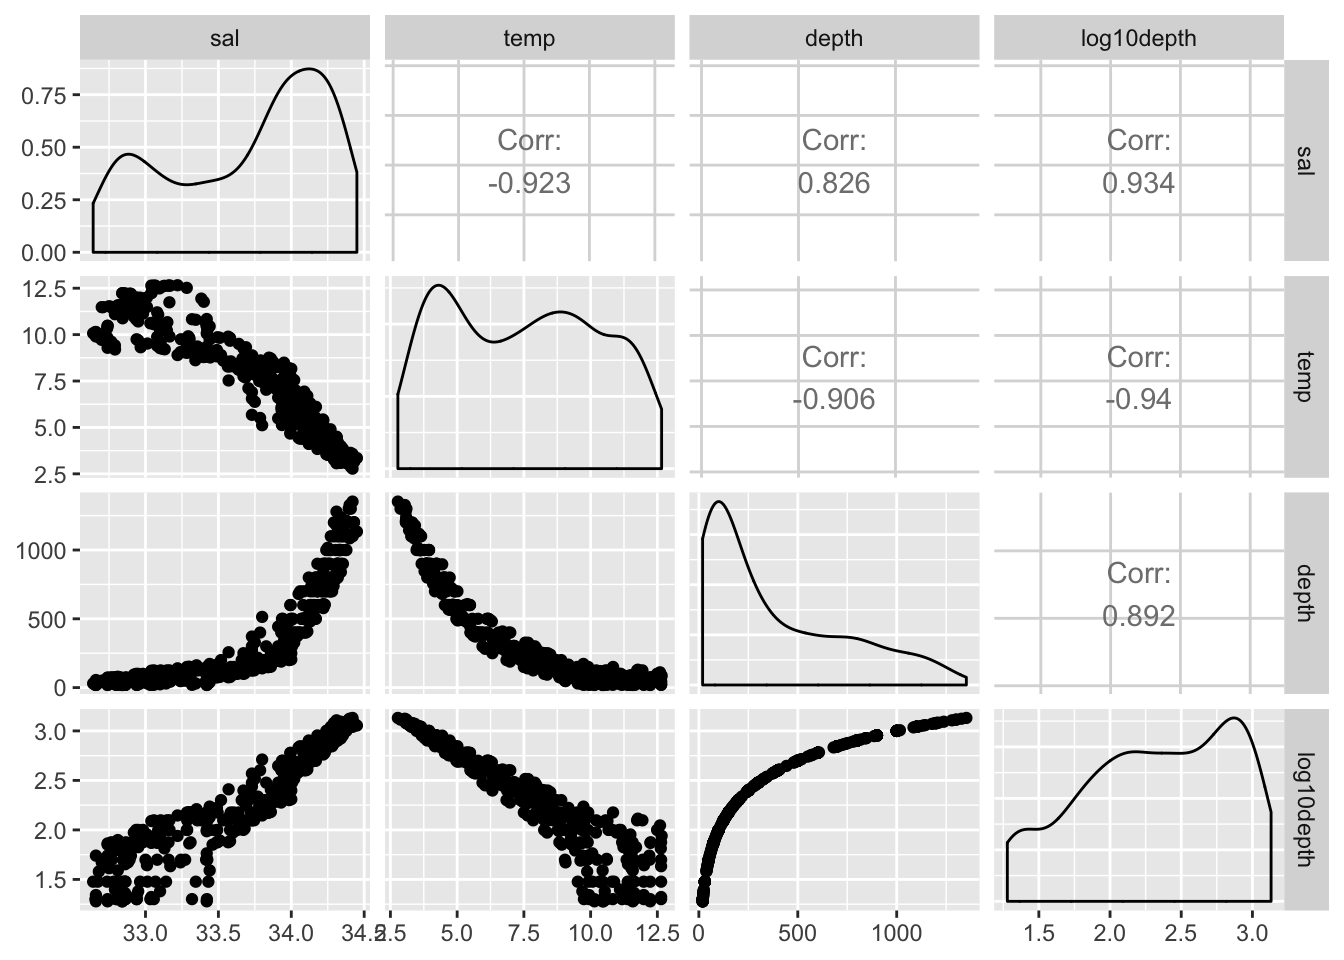 sal temp depth log10depth
0.75
0.50
0.25
0.00
Corr:
-0.923
Corr:
0.826
Corr:
0.934
sal
12.5
10.0
7.5
5.0
2.5
Corr:
-0.906
Corr:
-0.94
temp
1000
500
0
Corr:
0.892
depth
3.0
2.5
2.0
1.5
log10depth
33.0 33.5 34.0 34.5 2.5 5.0 7.5 10.0 12.5 0 500 1000 1.5 2.0 2.5 3.0